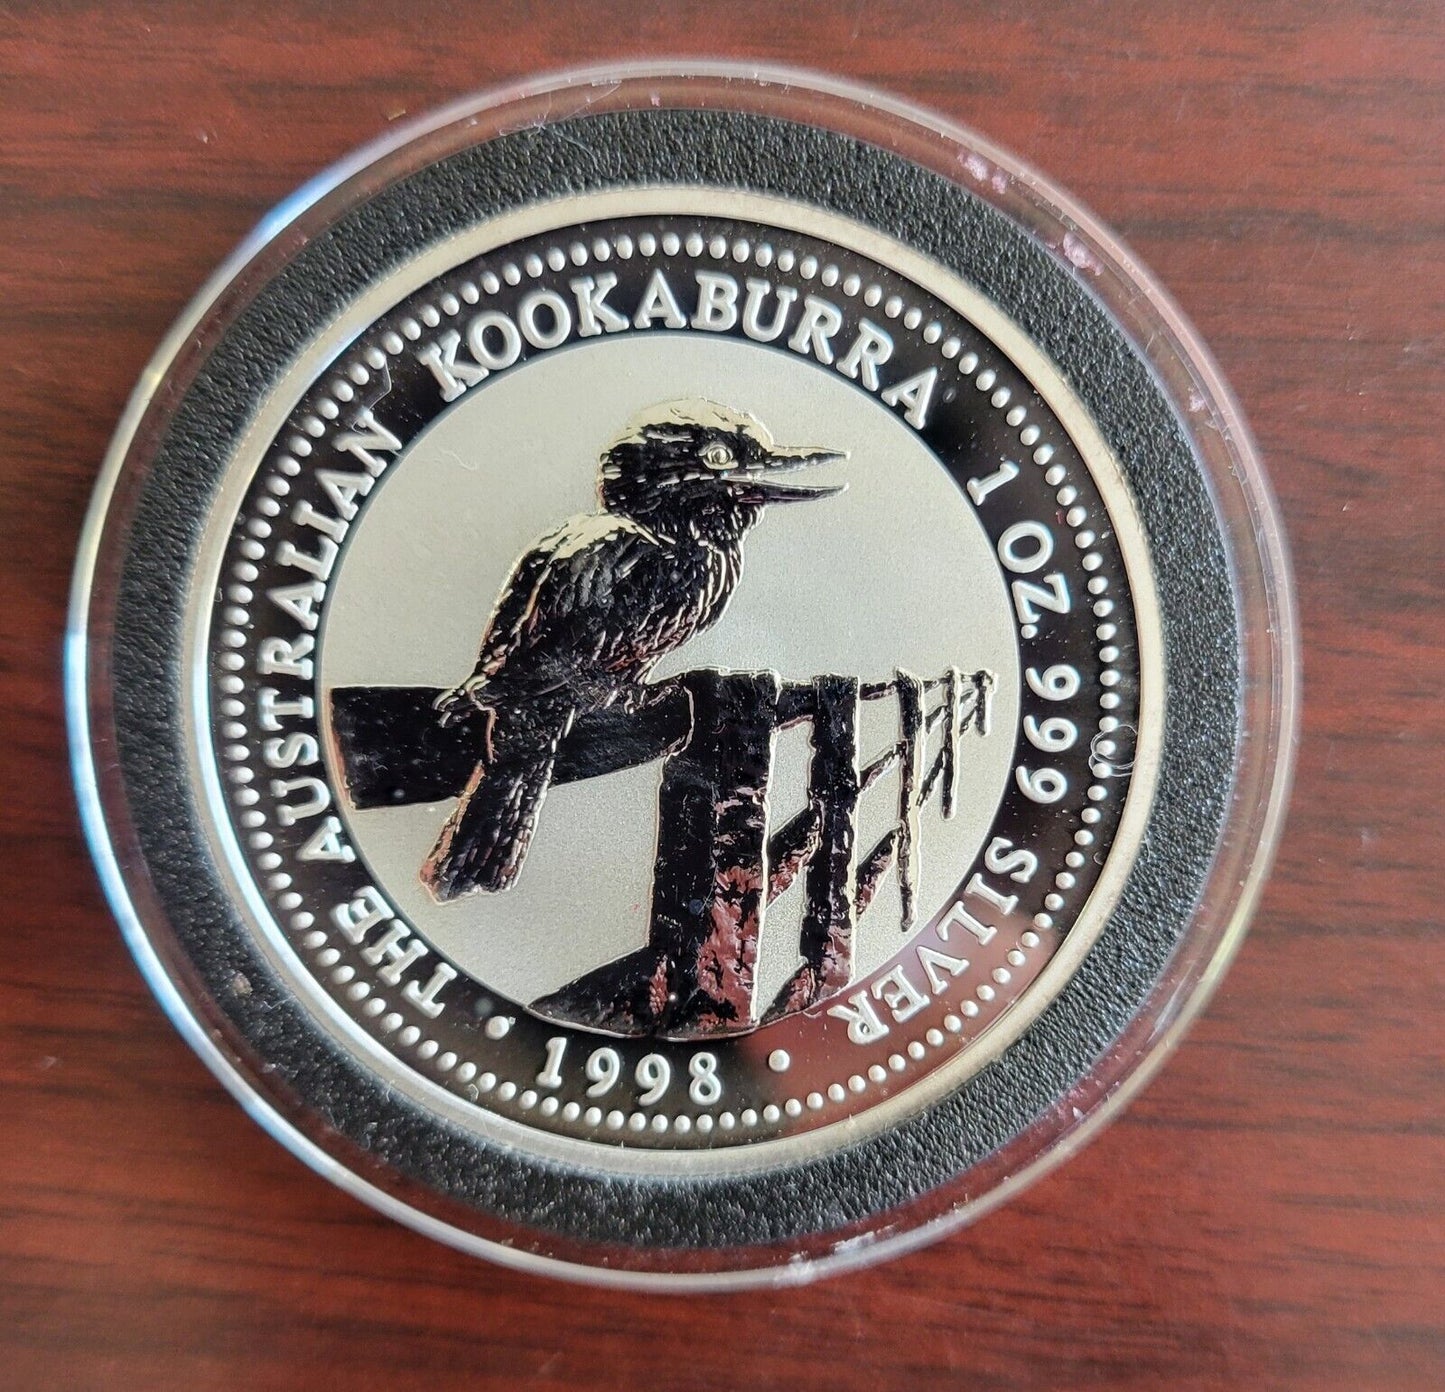 · THE AUSTRALIAN KOOKABURRA 1 OZ. 999 SILVER ·
1998